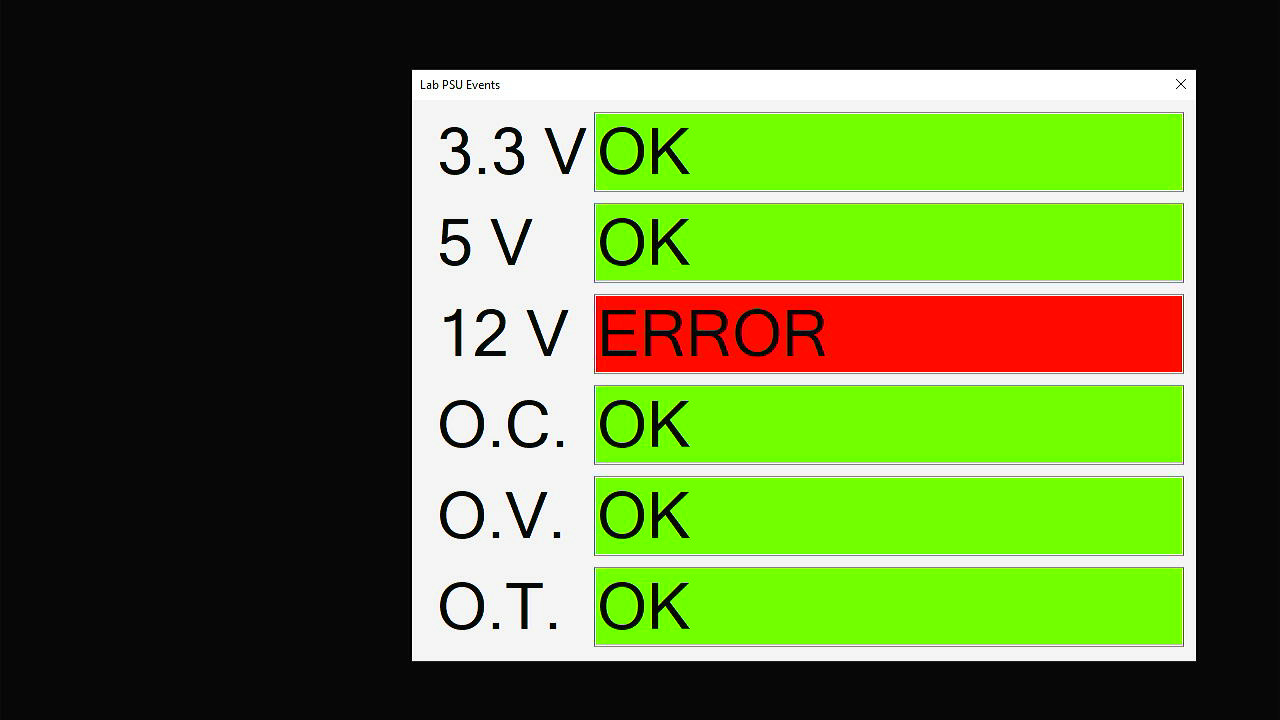 Lab PSU Events
3.3 V OK
5 V OK
12 V ERROR
O.C. OK
O.V. OK
O.T. OK